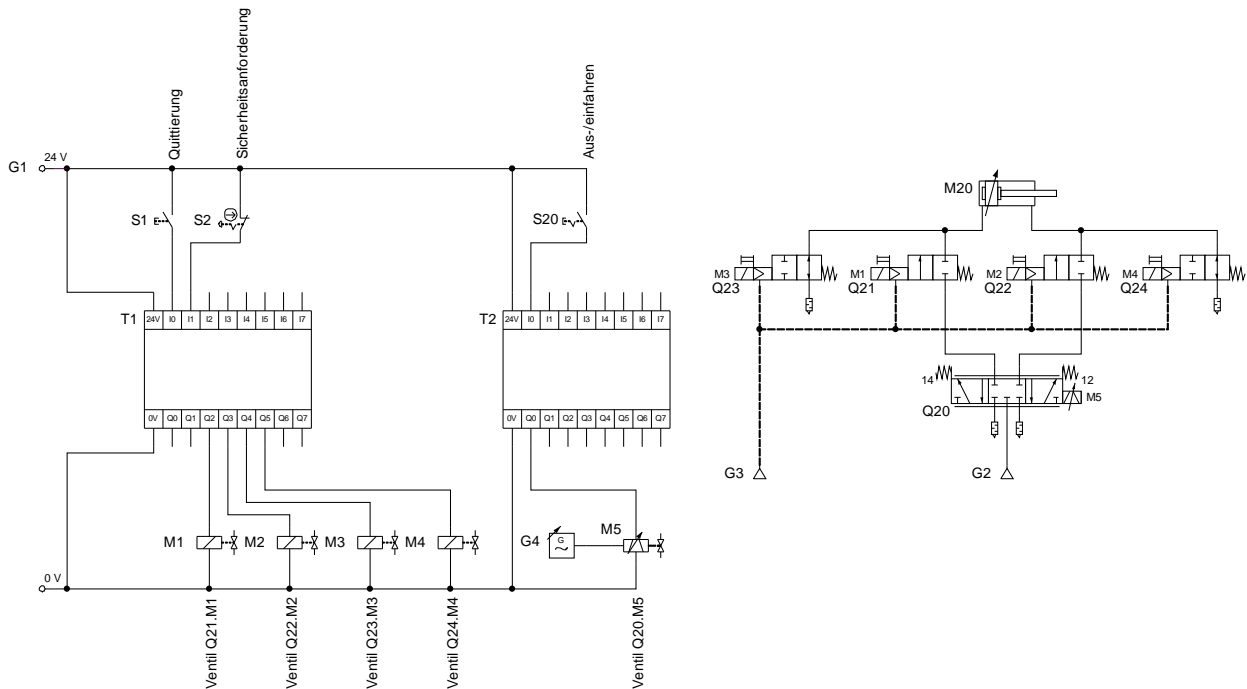 Quittierung
Sicherheitsanforderung
Aus-/einfahren
G1
24 V
S1
S2
S20
M20
M3
Q23
M1
Q21
M2
Q22
M4
Q24
T1
24V I0 I1 I2 I3 I4 I5 I6 I7
0V Q0 Q1 Q2 Q3 Q4 Q5 Q6 Q7
T2
24V I0 I1 I2 I3 I4 I5 I6 I7
0V Q0 Q1 Q2 Q3 Q4 Q5 Q6 Q7
14
12
M5
Q20
G3
G2
M1
M2
M3
M4
G4
G
M5
0 V
Ventil Q21.M1
Ventil Q22.M2
Ventil Q23.M3
Ventil Q24.M4
Ventil Q20.M5